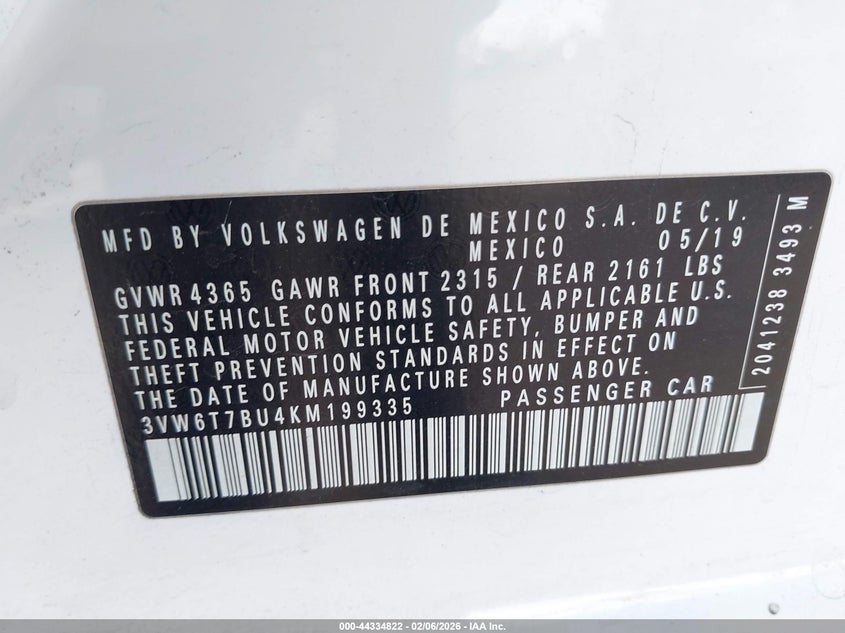 MFD BY VOLKSWAGEN DE MEXICO S.A. DE C.V.
MEXICO 05/19
GVWR 4365 GAWR FRONT 2315 / REAR 2161 LBS
THIS VEHICLE CONFORMS TO ALL APPLICABLE U.S.
FEDERAL MOTOR VEHICLE SAFETY, BUMPER AND
THEFT PREVENTION STANDARDS IN EFFECT ON
THE DATE OF MANUFACTURE SHOWN ABOVE.
3VW6T7BU4KM199335 PASSENGER CAR
2041238 3493 M
000-44334822 - 02/06/2026 - IAA Inc.